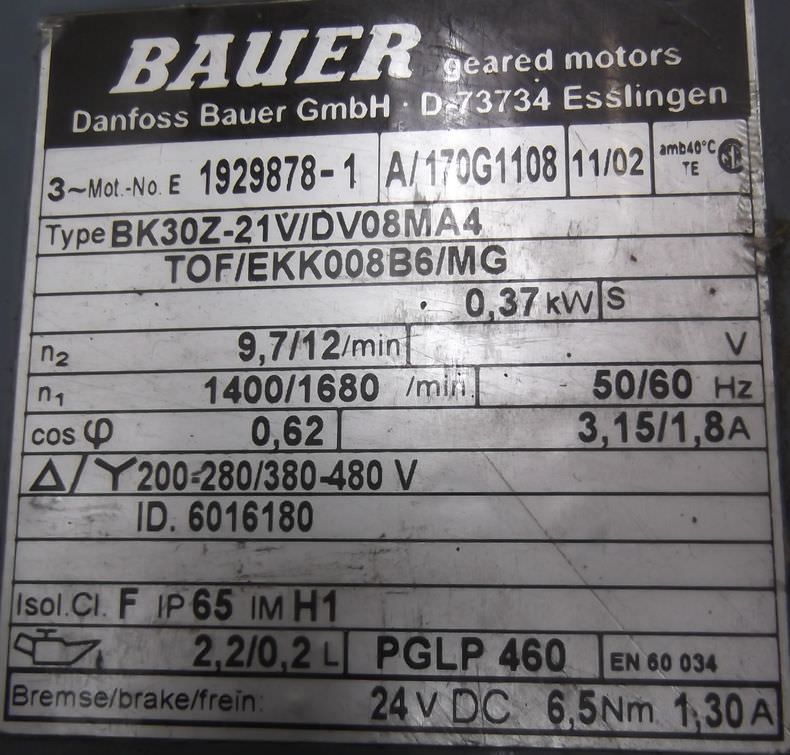 BAUER geared motors
Danfoss Bauer GmbH · D-73734 Esslingen
3~Mot.-No. E 1929878-1 A/170G1108 11/02 amb40°C TE
Type BK30Z-21V/DV08MA4
TOF/EKK008B6/MG
0,37 kW S
n₂ 9,7/12/min V
n₁ 1400/1680 /min 50/60 Hz
cos φ 0,62 3,15/1,8A
Δ/Y 200-280/380-480 V
ID. 6016180
Isol.Cl. F IP 65 IM H1
2,2/0,2 L PGLP 460 EN 60 034
Bremse/brake/frein: 24 V DC 6,5Nm 1,30 A